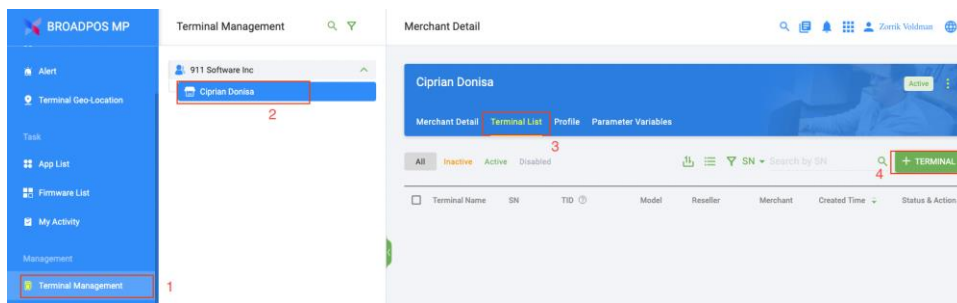 BROADPOS MP
Alert
Terminal Geo-Location
Task
App List
Firmware List
My Activity
Management
Terminal Management
1
Terminal Management
911 Software Inc
Ciprian Donisa
2
Merchant Detail
Zorrik Voldman
Ciprian Donisa
Active
Merchant Detail Terminal List Profile Parameter Variables
3
All Inactive Active Disabled
SN Search by SN
4
+ TERMINAL
Terminal Name SN TID Model Reseller Merchant Created Time Status & Action